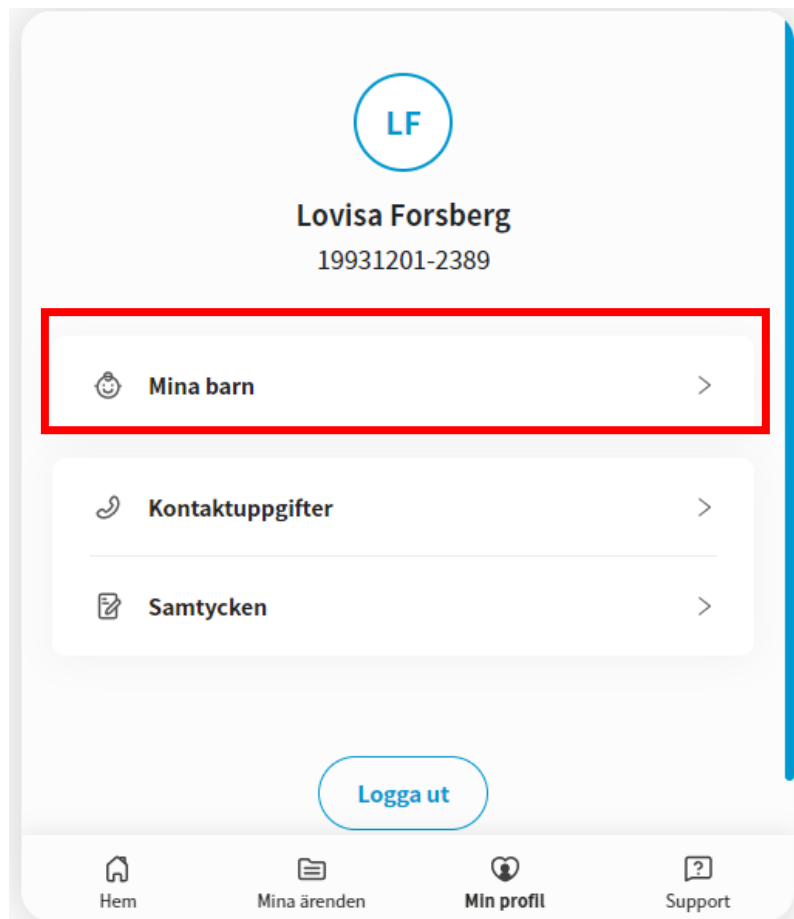 LF
Lovisa Forsberg
19931201-2389
Mina barn
Kontaktuppgifter
Samtycken
Logga ut
Hem Mina ärenden Min profil Support